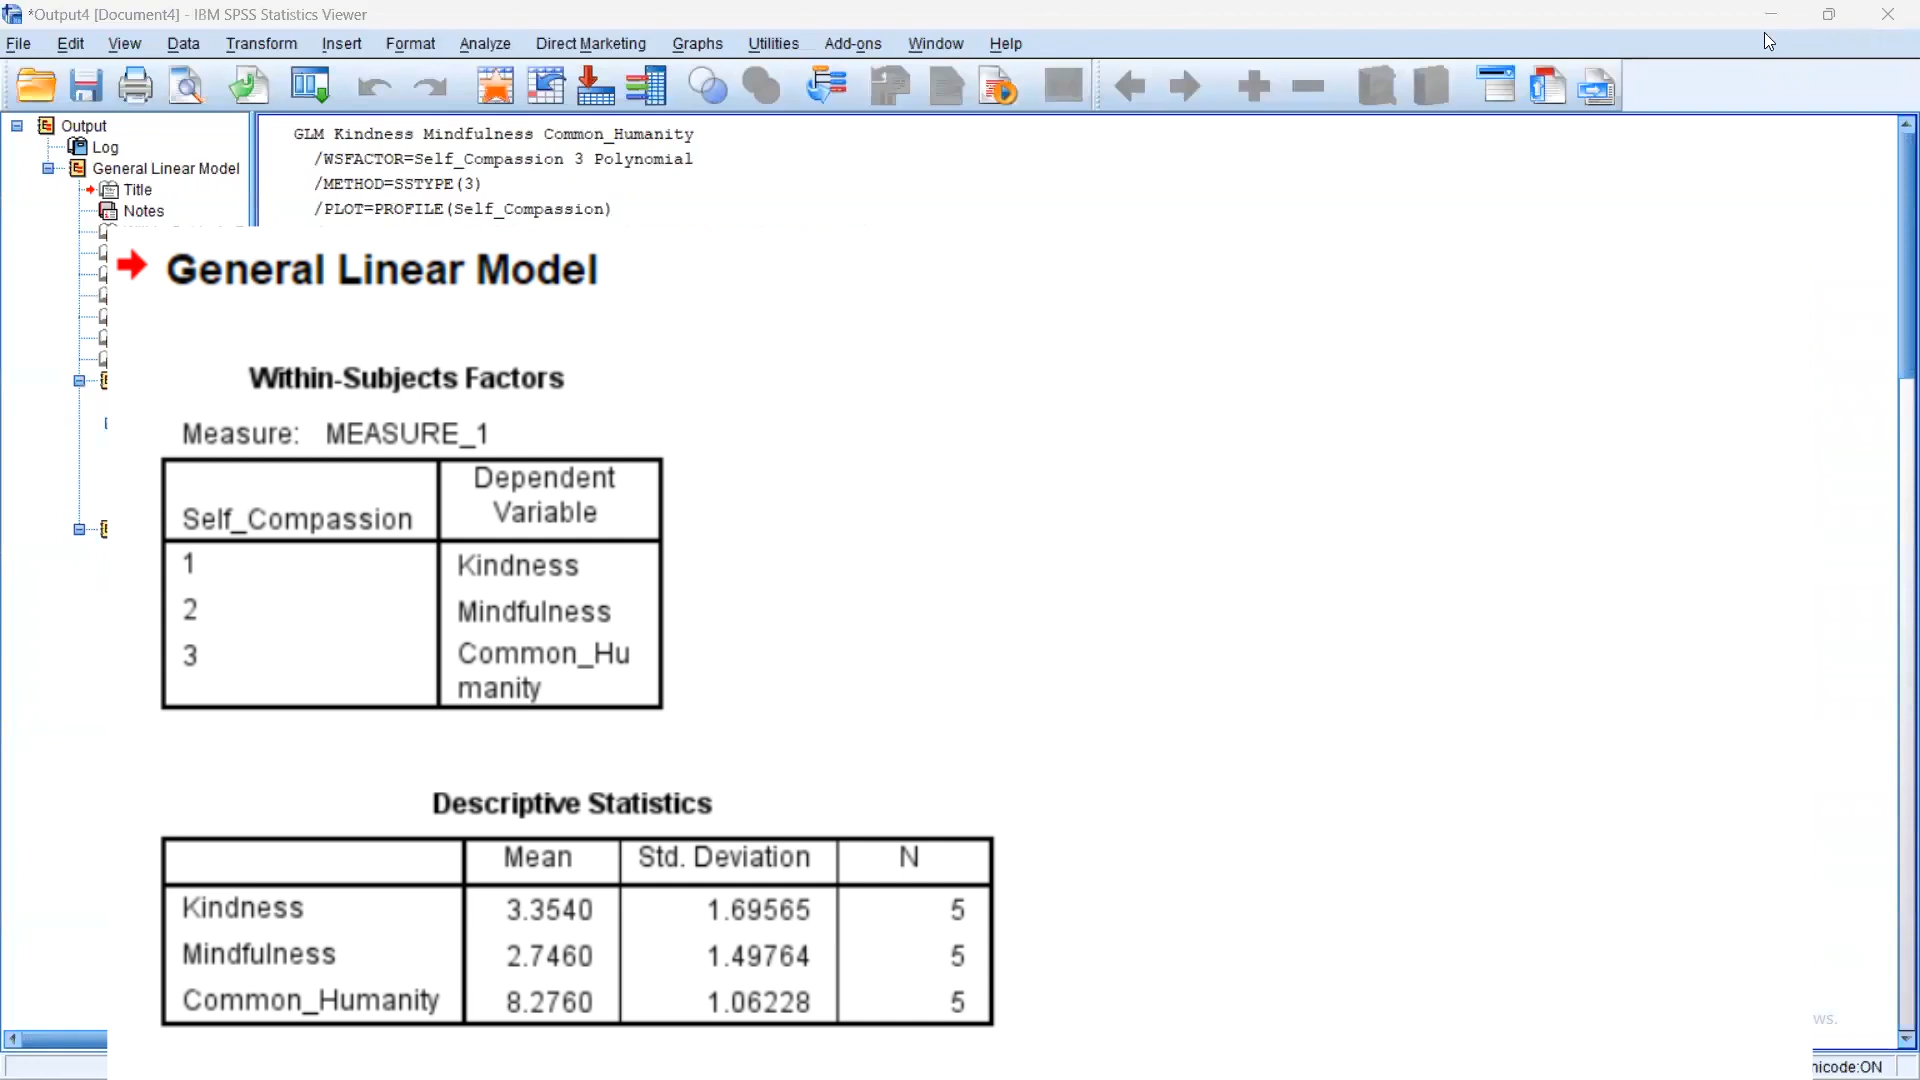 *Output4 [Document4] - IBM SPSS Statistics Viewer
File Edit View Data Transform Insert Format Analyze Direct Marketing Graphs Utilities Add-ons Window Help
Output
Log
General Linear Model
Title
Notes
GLM Kindness Mindfulness Common_Humanity
/WSFACTOR=Self_Compassion 3 Polynomial
/METHOD=SSTYPE(3)
/PLOT=PROFILE(Self_Compassion)
General Linear Model
Within-Subjects Factors
Measure: MEASURE_1
Self_Compassion Dependent Variable
1 Kindness
2 Mindfulness
3 Common_Hu
manity
Descriptive Statistics
Mean Std. Deviation N
Kindness 3.3540 1.69565 5
Mindfulness 2.7460 1.49764 5
Common_Humanity 8.2760 1.06228 5
ws.
nicode:ON